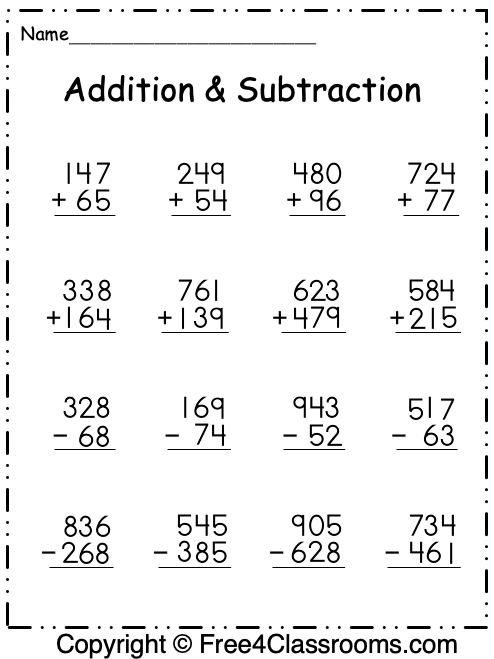 Name_______________________
Addition & Subtraction
147 249 480 724
+ 65 + 54 + 96 + 77
338 761 623 584
+164 +139 +479 +215
328 169 943 517
- 68 - 74 - 52 - 63
836 545 905 734
-268 -385 -628 -461
Copyright © Free4Classrooms.com